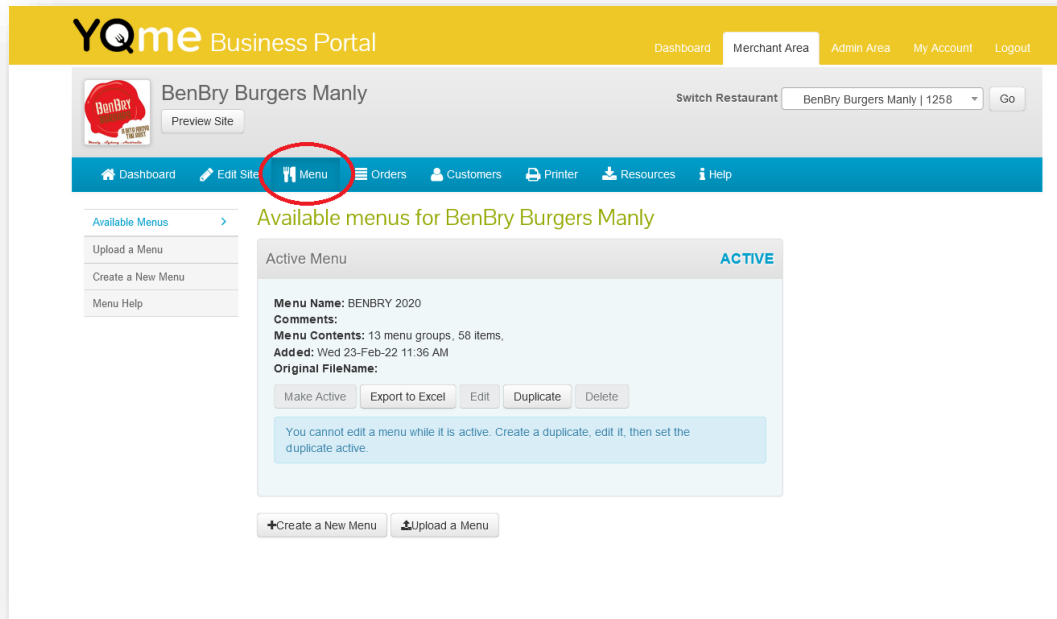 YQme Business Portal
Dashboard Merchant Area Admin Area My Account Logout
BenBry Burgers Manly
Switch Restaurant BenBry Burgers Manly | 1258 Go
BenBry
Preview Site
Dashboard Edit Site Menu Orders Customers Printer Resources Help
Available Menus
Upload a Menu
Create a New Menu
Menu Help
Available menus for BenBry Burgers Manly
Active Menu ACTIVE
Menu Name: BENBRY 2020
Comments:
Menu Contents: 13 menu groups, 58 items,
Added: Wed 23-Feb-22 11:36 AM
Original FileName:
Make Active Export to Excel Edit Duplicate Delete
You cannot edit a menu while it is active. Create a duplicate, edit it, then set the
duplicate active.
Create a New Menu Upload a Menu